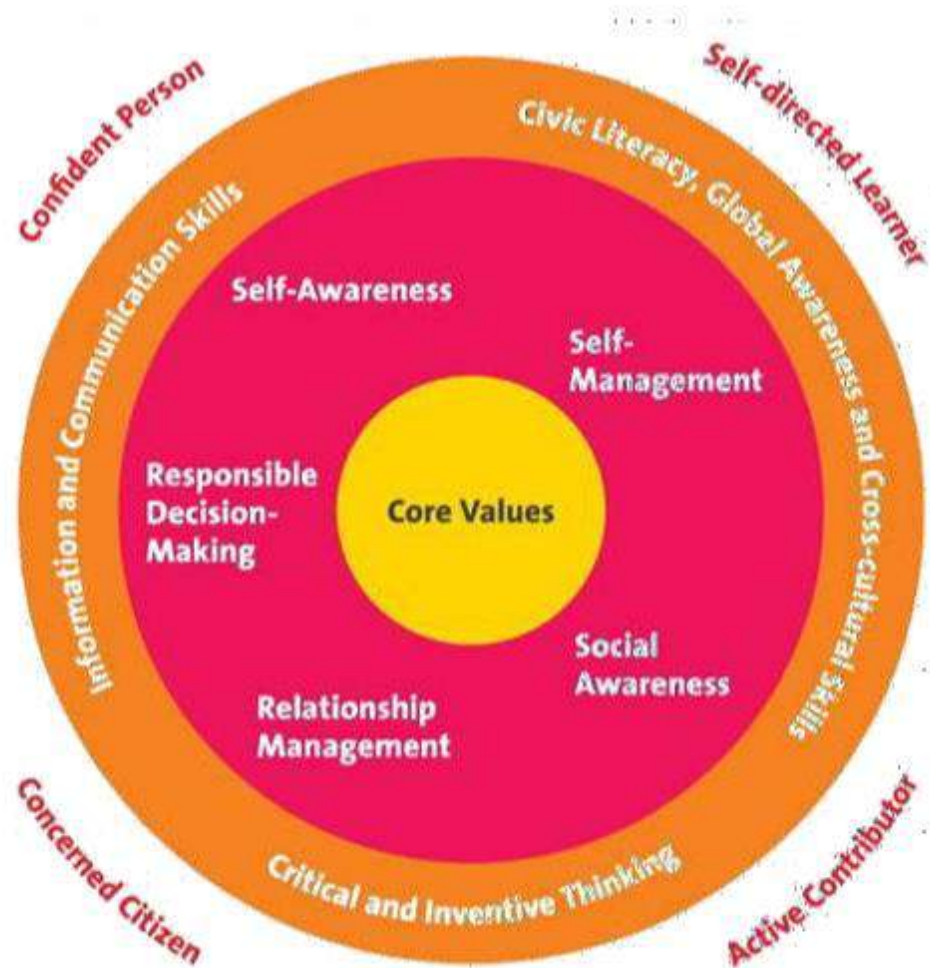 Confident Person
Self-directed Learner
Information and Communication Skills
Civic Literacy, Global Awareness and Cross-cultural Skills
Self-Awareness
Self-
Management
Responsible
Decision-
Making
Core Values
Social
Awareness
Relationship
Management
Critical and Inventive Thinking
Concerned Citizen
Active Contributor